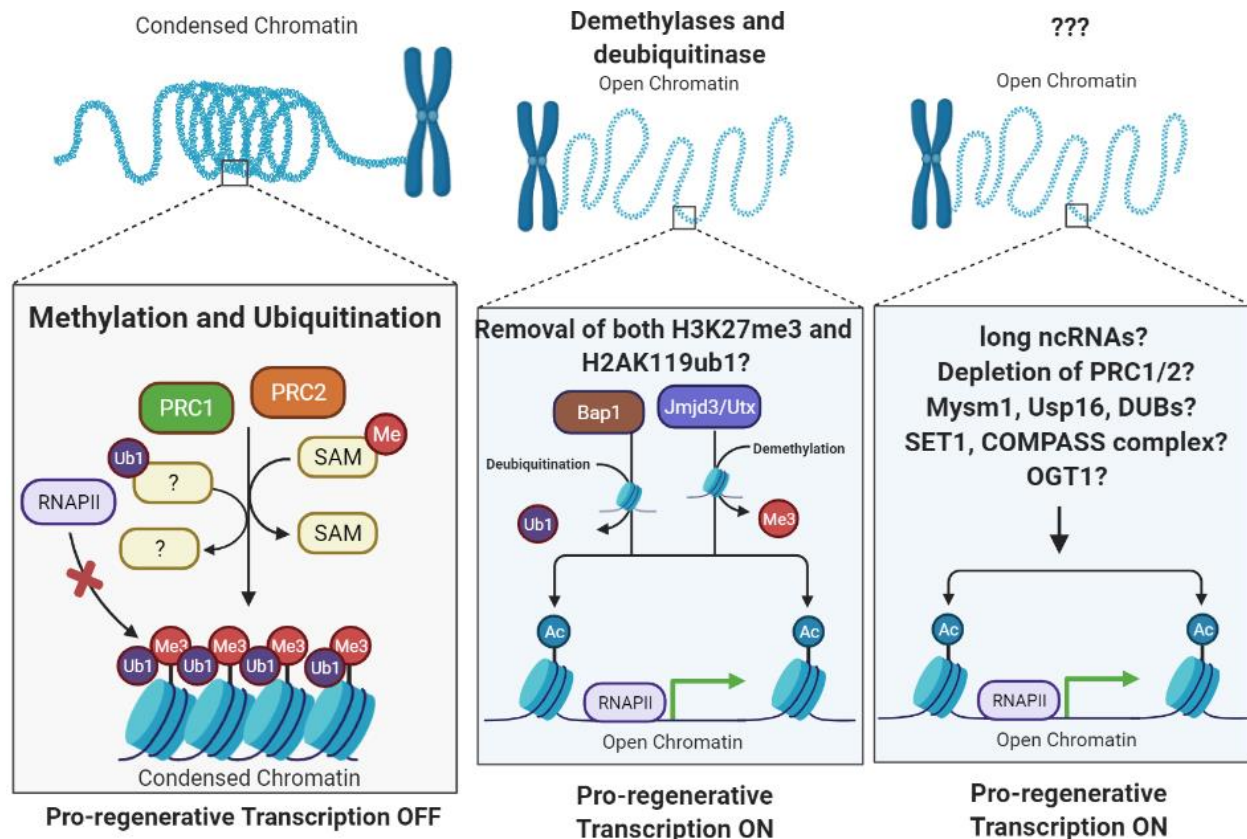 Condensed Chromatin
Methylation and Ubiquitination
PRC1
PRC2
Me
SAM
Ub1
?
RNAPII
?
SAM
Me3
Me3
Me3
Me3
Ub1
Ub1
Ub1
Ub1
Condensed Chromatin
Pro-regenerative Transcription OFF
Demethylases and
deubiquitinase
Open Chromatin
Removal of both H3K27me3 and
H2AK119ub1?
Bap1
Jmjd3/Utx
Deubiquitination
Demethylation
Ub1
Me3
Ac
Ac
RNAPII
Open Chromatin
Pro-regenerative
Transcription ON
???
Open Chromatin
long ncRNAs?
Depletion of PRC1/2?
Mysm1, Usp16, DUBs?
SET1, COMPASS complex?
OGT1?
Ac
Ac
RNAPII
Open Chromatin
Pro-regenerative
Transcription ON